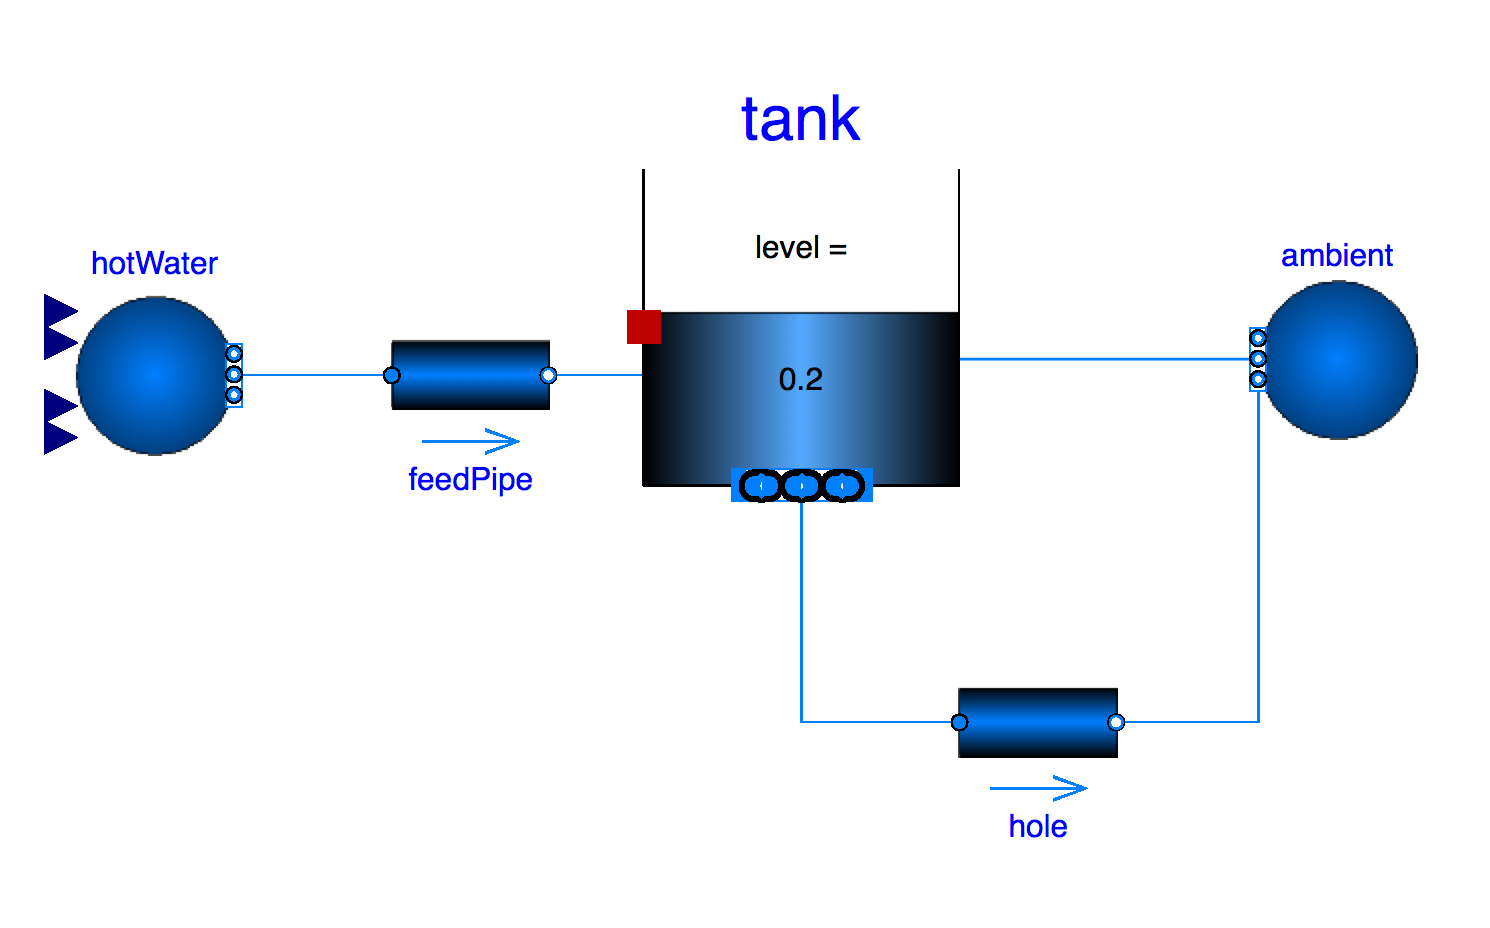 tank
level =
hotWater
ambient
0.2
feedPipe
hole